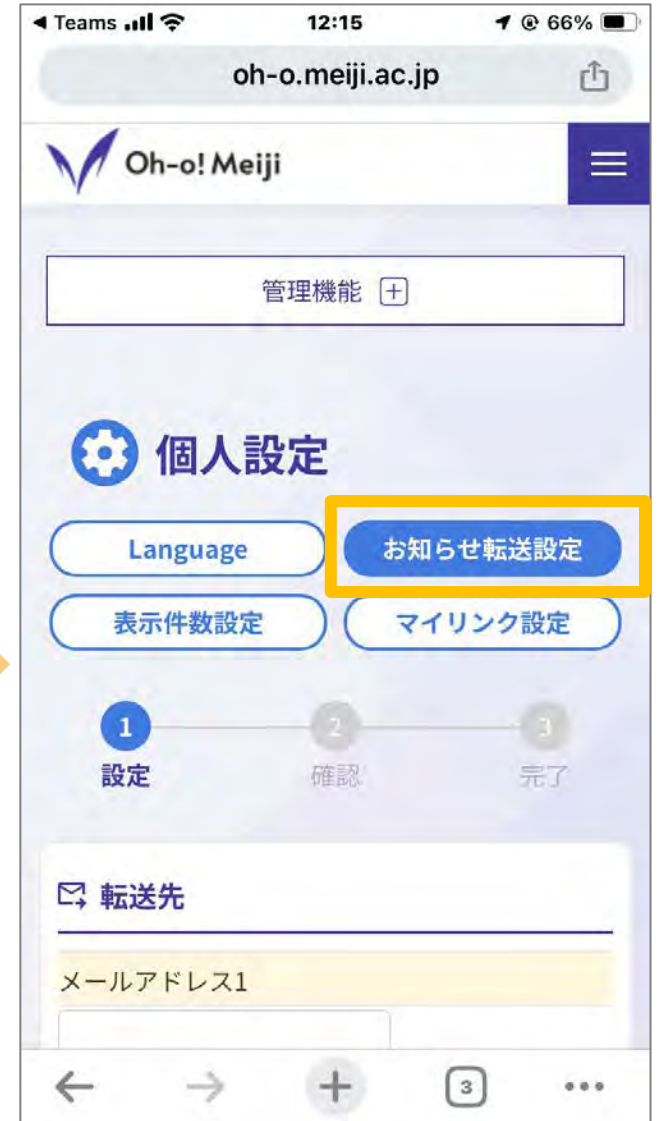 Teams 12:15 66%
oh-o.meiji.ac.jp
Oh-o! Meiji
管理機能
個人設定
Language お知らせ転送設定
表示件数設定 マイリンク設定
1 2 3
設定 確認 完了
転送先
メールアドレス1
3